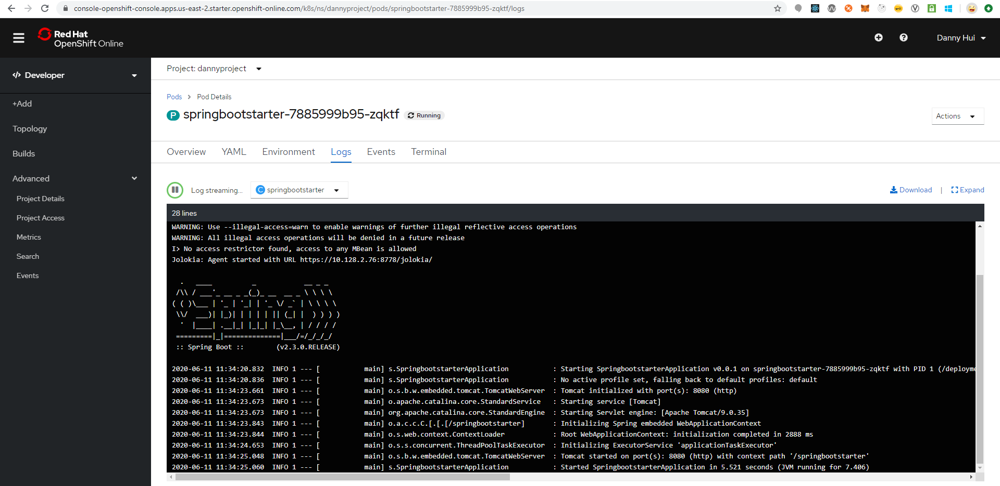 console-openshift-console.apps.us-east-2.starter.openshift-online.com/k8s/ns/dannyproject/pods/springbootstarter-7885999b95-zqktf/logs
Red Hat
OpenShift Online
Danny Hui
Developer
+Add
Topology
Builds
Advanced
Project Details
Project Access
Metrics
Search
Events
Project: dannyproject
Pods > Pod Details
P springbootstarter-7885999b95-zqktf Running
Actions
Overview YAML Environment Logs Events Terminal
Log streaming... C springbootstarter
Download | Expand
28 lines
WARNING: Use --illegal-access=warn to enable warnings of further illegal reflective access operations
WARNING: All illegal access operations will be denied in a future release
I> No access restrictor found, access to any MBean is allowed
Jolokia: Agent started with URL https://10.128.2.76:8778/jolokia/
  .   ____          _            __ _ _
 /\\ / ___'_ __ _ _(_)_ __  __ _ \ \ \ \
( ( )\___ | '_ | '_| | '_ \/ _` | \ \ \ \
 \\/  ___)| |_)| | | | | || (_| |  ) ) ) )
  '  |____| .__|_| |_|_| |_\__, | / / / /
 =========|_|==============|___/=/_/_/_/
 :: Spring Boot ::        (v2.3.0.RELEASE)
2020-06-11 11:34:20.832  INFO 1 --- [           main] s.SpringbootstarterApplication           : Starting SpringbootstarterApplication v0.0.1 on springbootstarter-7885999b95-zqktf with PID 1 (/deployme
2020-06-11 11:34:20.836  INFO 1 --- [           main] s.SpringbootstarterApplication           : No active profile set, falling back to default profiles: default
2020-06-11 11:34:23.661  INFO 1 --- [           main] o.s.b.w.embedded.tomcat.TomcatWebServer  : Tomcat initialized with port(s): 8080 (http)
2020-06-11 11:34:23.673  INFO 1 --- [           main] o.apache.catalina.core.StandardService   : Starting service [Tomcat]
2020-06-11 11:34:23.673  INFO 1 --- [           main] org.apache.catalina.core.StandardEngine  : Starting Servlet engine: [Apache Tomcat/9.0.35]
2020-06-11 11:34:23.843  INFO 1 --- [           main] o.a.c.c.C.[.[.[/springbootstarter]       : Initializing Spring embedded WebApplicationContext
2020-06-11 11:34:23.844  INFO 1 --- [           main] o.s.web.context.ContextLoader            : Root WebApplicationContext: initialization completed in 2888 ms
2020-06-11 11:34:24.653  INFO 1 --- [           main] o.s.s.concurrent.ThreadPoolTaskExecutor  : Initializing ExecutorService 'applicationTaskExecutor'
2020-06-11 11:34:25.048  INFO 1 --- [           main] o.s.b.w.embedded.tomcat.TomcatWebServer  : Tomcat started on port(s): 8080 (http) with context path '/springbootstarter'
2020-06-11 11:34:25.060  INFO 1 --- [           main] s.SpringbootstarterApplication           : Started SpringbootstarterApplication in 5.521 seconds (JVM running for 7.406)